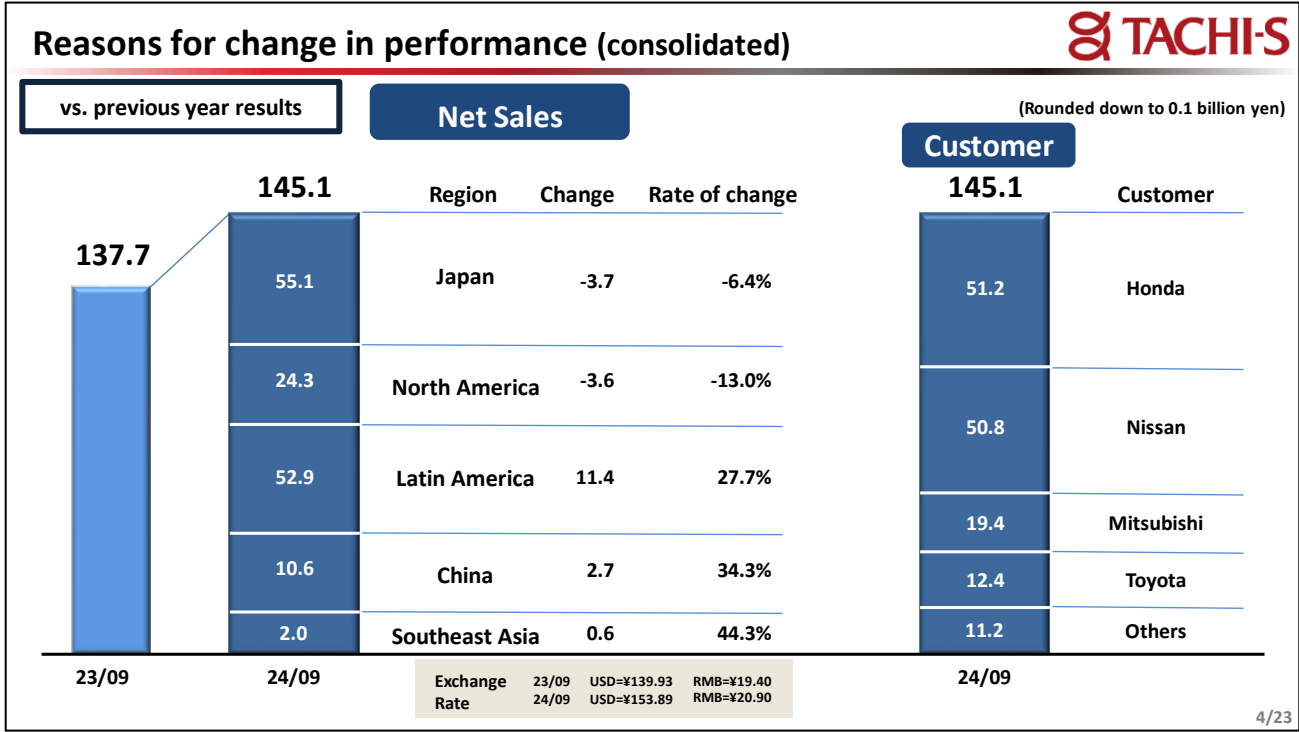 Reasons for change in performance (consolidated)
TACHI-S
vs. previous year results
Net Sales
(Rounded down to 0.1 billion yen)
Customer
145.1 Region Change Rate of change
145.1 Customer
137.7
55.1 Japan -3.7 -6.4%
51.2 Honda
24.3 North America -3.6 -13.0%
52.9 Latin America 11.4 27.7%
50.8 Nissan
19.4 Mitsubishi
10.6 China 2.7 34.3%
12.4 Toyota
2.0 Southeast Asia 0.6 44.3%
11.2 Others
23/09 24/09
24/09
Exchange 23/09 USD=¥139.93 RMB=¥19.40
Rate 24/09 USD=¥153.89 RMB=¥20.90
4/23